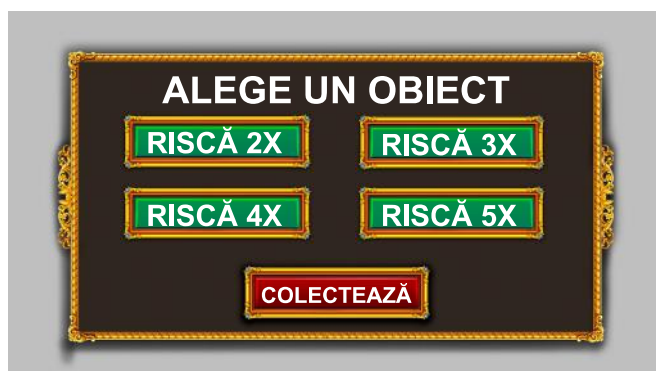 ALEGE UN OBIECT
RISCĂ 2X
RISCĂ 3X
RISCĂ 4X
RISCĂ 5X
COLECTEAZĂ